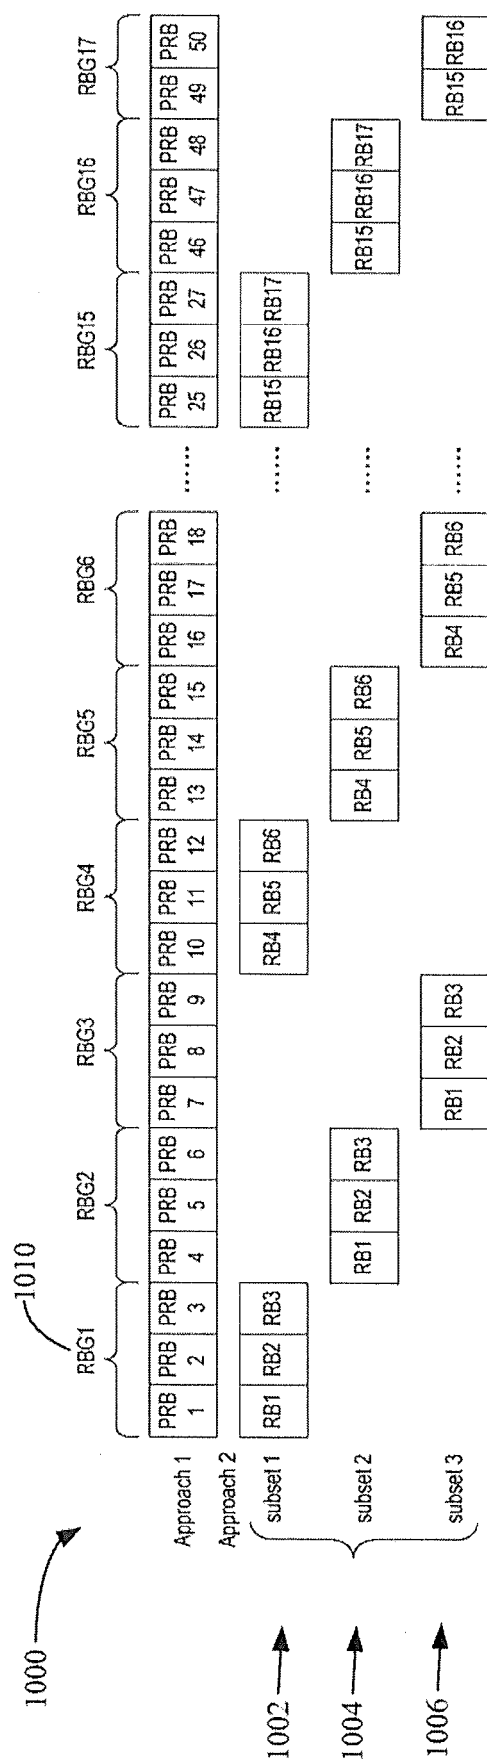 1000
1010
RBG1 RBG2 RBG3 RBG4 RBG5 RBG6 RBG15 RBG16 RBG17
Approach 1 PRB 1 PRB 2 PRB 3 PRB 4 PRB 5 PRB 6 PRB 7 PRB 8 PRB 9 PRB 10 PRB 11 PRB 12 PRB 13 PRB 14 PRB 15 PRB 16 PRB 17 PRB 18 ...... PRB 25 PRB 26 PRB 27 PRB 46 PRB 47 PRB 48 PRB 49 PRB 50
Approach 2
1002 subset 1 RB1 RB2 RB3 RB4 RB5 RB6 ...... RB15 RB16 RB17
1004 subset 2 RB1 RB2 RB3 RB4 RB5 RB6 ...... RB15 RB16 RB17
1006 subset 3 RB1 RB2 RB3 RB4 RB5 RB6 ...... RB15 RB16